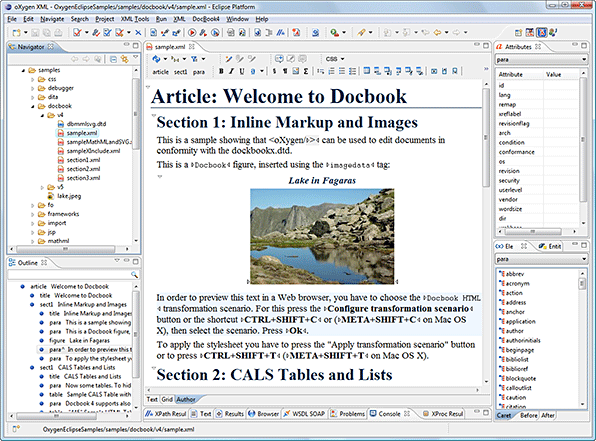 oXygen XML - OxygenEclipseSamples/samples/docbook/v4/sample.xml - Eclipse Platform
File Edit Navigate Search Project XML Tools Run XML DocBook4 Window Help
Navigator
samples
css
debugger
dita
docbook
v4
dbmmlsvg.dtd
sample.xml
sampleMathMLandSVG.
sampleXInclude.xml
section1.xml
section2.xml
section3.xml
v5
lake.jpeg
fo
frameworks
import
jsp
mathml
Outline
article Welcome to Docbook
title Welcome to Docbook
sect1 Inline Markup and Images
title Inline Markup and Images
para This is a sample showing
para This is a Docbook figure,
figure Lake in Fagaras
para In order to preview this t
para To apply the stylesheet y
sect1 CALS Tables and Lists
title CALS Tables and Lists
para Now some tables. To hid
table Sample CALS Table with
para Docbook 4 supports also
sample.xml
CSS
article sect1 para
B I U
Article: Welcome to Docbook
Section 1: Inline Markup and Images
This is a sample showing that <oXygen/> can be used to edit documents in
conformity with the dockbookx.dtd.
This is a Docbook figure, inserted using the imagedata tag:
Lake in Fagaras
In order to preview this text in a Web browser, you have to choose the Docbook HTML
transformation scenario. For this press the Configure transformation scenario
button or the shortcut CTRL+SHIFT+C or (META+SHIFT+C on Mac OS
X), then select the scenario. Press Ok.
To apply the stylesheet you have to press the "Apply transformation scenario" button
or to press CTRL+SHIFT+T (META+SHIFT+T on Mac OS X).
Section 2: CALS Tables and Lists
Text Grid Author
XPath Resul Text Results Browser WSDL SOAP Problems Console XProc Resul
Attributes
para
Attribute Value
id
lang
remap
xreflabel
revisionflag
arch
condition
conformance
os
revision
security
userlevel
vendor
wordsize
dir
Ele Entit
para
abbrev
acronym
action
address
anchor
application
author
authorinitials
beginpage
bibliolist
biblioref
blockquote
calloutlist
caution
citation
Caret Before After
OxygenEclipseSamples/samples/docbook/v4/sample.xml